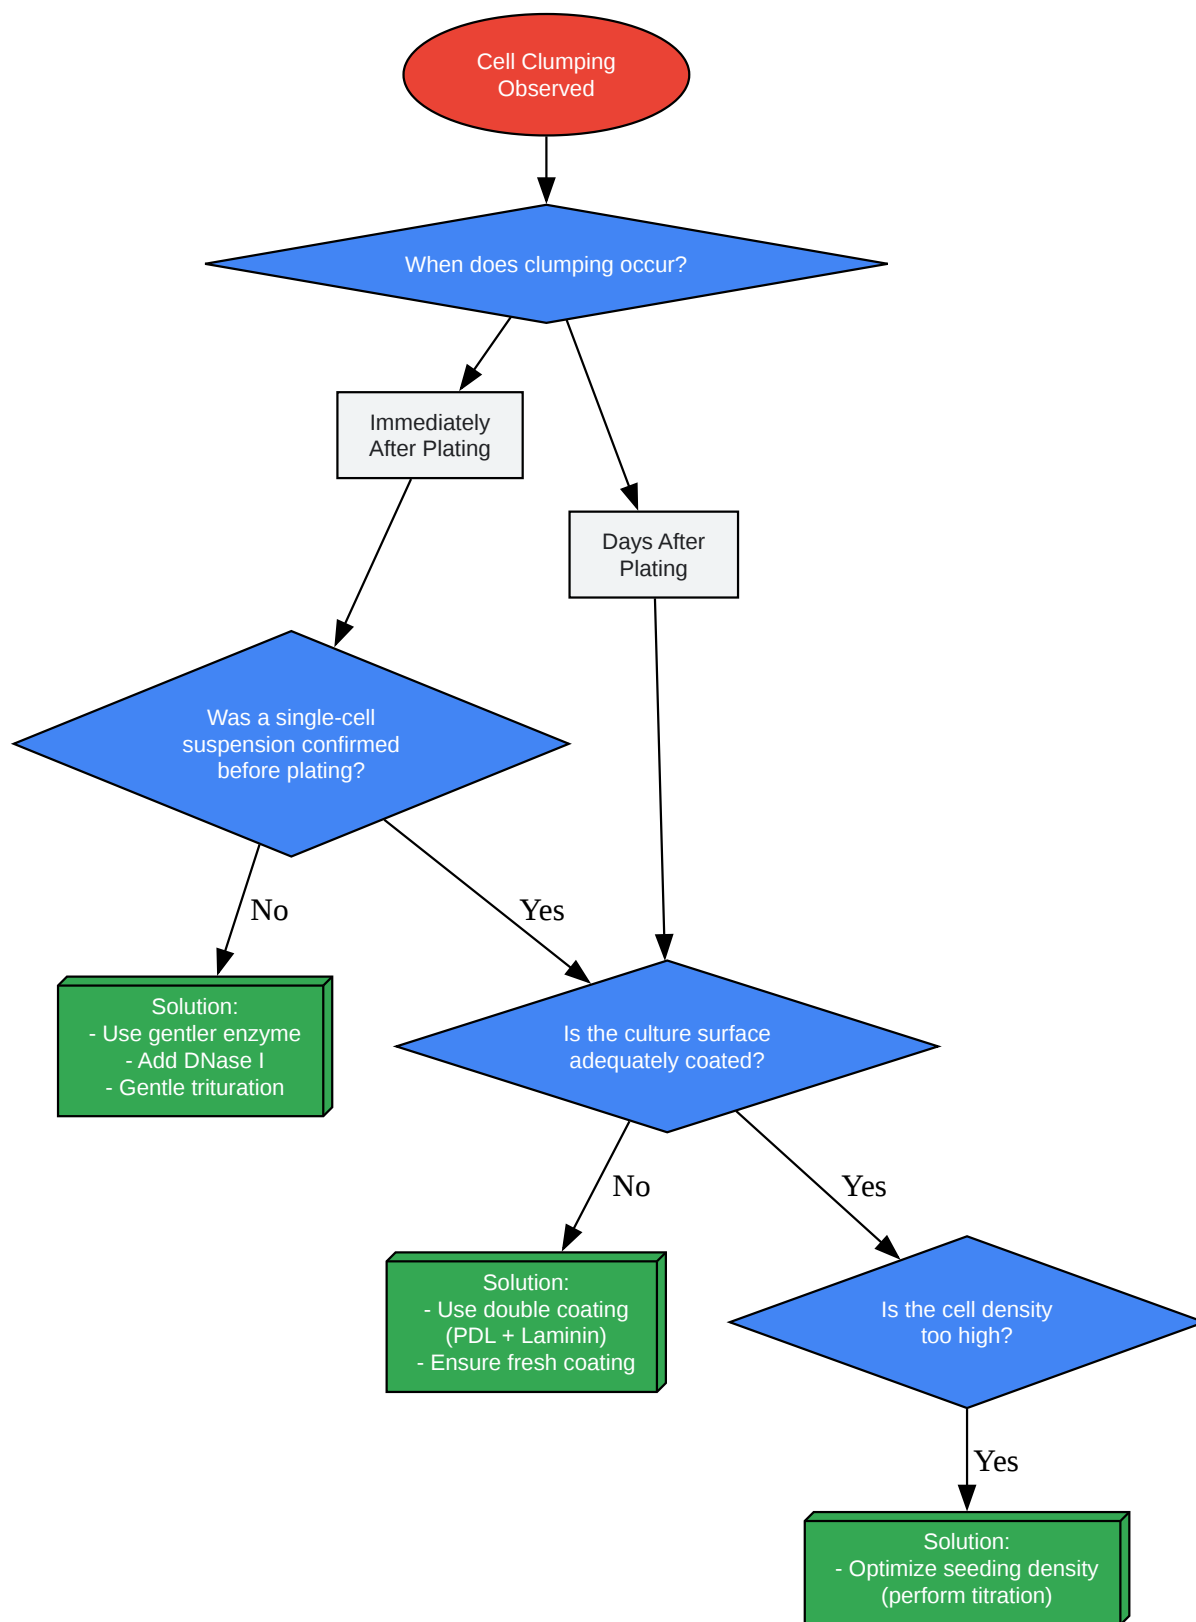 Cell Clumping
Observed
When does clumping occur?
Immediately
After Plating
Days After
Plating
Was a single-cell
suspension confirmed
before plating?
No
Yes
Solution:
- Use gentler enzyme
- Add DNase I
- Gentle trituration
Is the culture surface
adequately coated?
No
Yes
Solution:
- Use double coating
(PDL + Laminin)
- Ensure fresh coating
Is the cell density
too high?
Yes
Solution:
- Optimize seeding density
(perform titration)